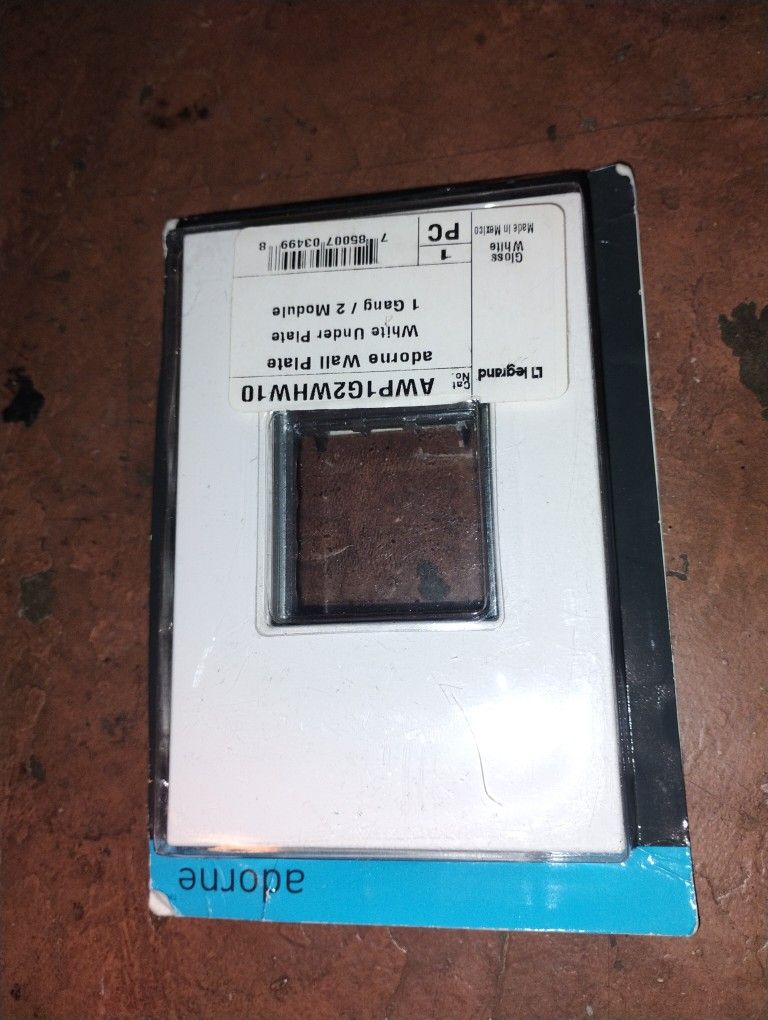 adorne
legrand
Cat No. AWP1G2WHW10
adorne Wall Plate
White Under Plate
1 Gang / 2 Module
Gloss White
Made in Mexico
1
PC
7 85007 03499 8